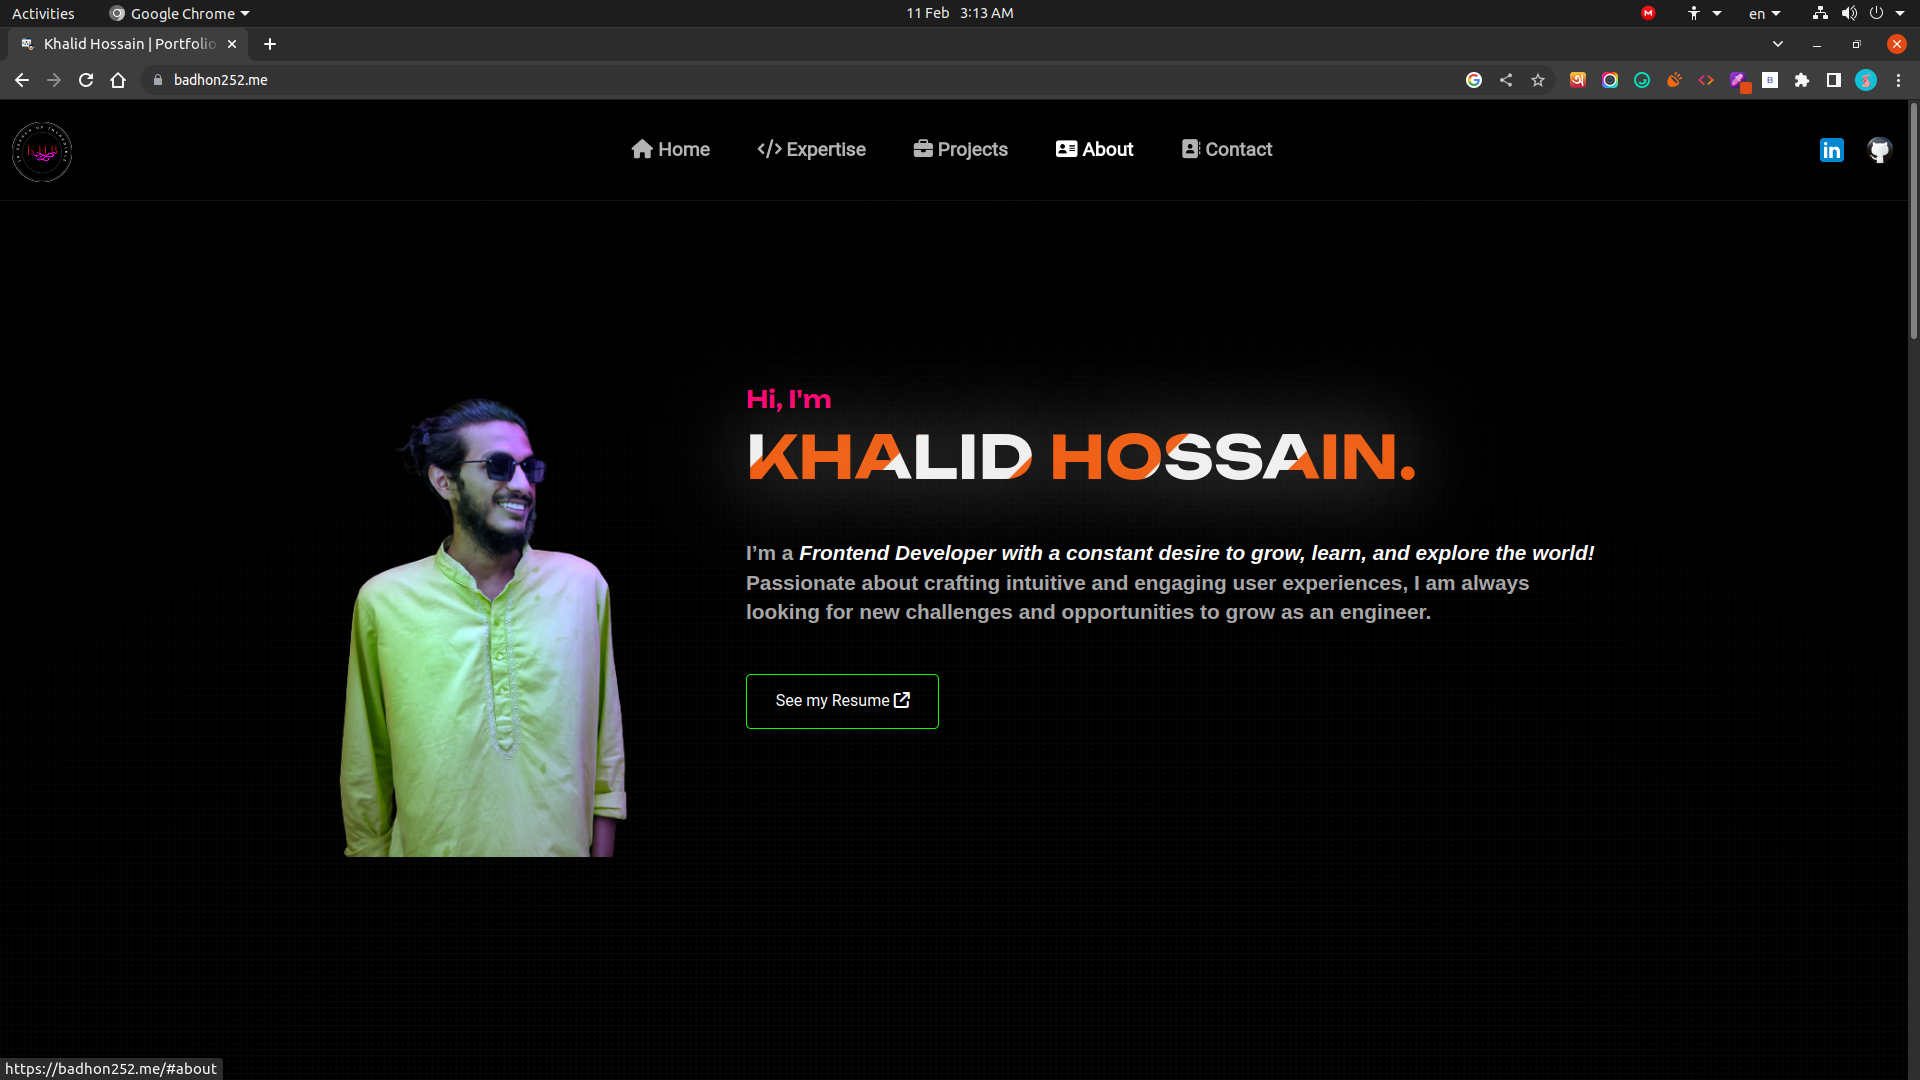 Activities
Google Chrome
11 Feb 3:13 AM
en
Khalid Hossain | Portfolio
badhon252.me
Home
Expertise
Projects
About
Contact
Hi, I'm
KHALID HOSSAIN.
I’m a Frontend Developer with a constant desire to grow, learn, and explore the world!
Passionate about crafting intuitive and engaging user experiences, I am always
looking for new challenges and opportunities to grow as an engineer.
See my Resume
https://badhon252.me/#about